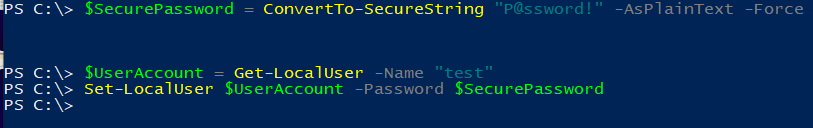 PS C:\> $SecurePassword = ConvertTo-SecureString "P@ssword!" -AsPlainText -Force
PS C:\> $UserAccount = Get-LocalUser -Name "test"
PS C:\> Set-LocalUser $UserAccount -Password $SecurePassword
PS C:\>